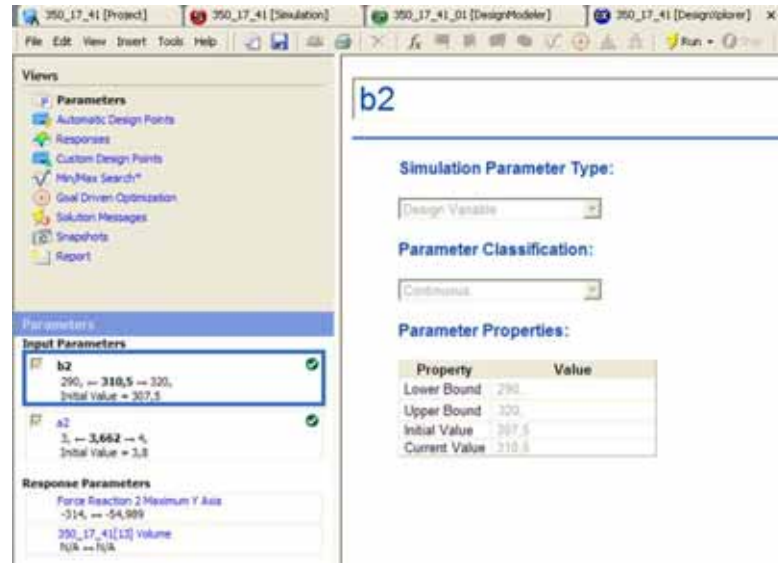 350_17_41 [Project]
350_17_41 [Simulation]
350_17_41_01 [DesignModeler]
350_17_41 [DesignXplorer]
File Edit View Insert Tools Help
Run
Views
Parameters
Automatic Design Points
Responses
Custom Design Points
Min/Max Search*
Goal Driven Optimization
Solution Messages
Snapshots
Report
Parameters
Input Parameters
b2
290, — 310,5 — 320,
Initial Value = 307,5
a2
3, — 3,662 — 4,
Initial Value = 3,8
Response Parameters
Force Reaction 2 Maximum Y Axis
-314, — -54,989
350_17_41[13] Volume
N/A — N/A
b2
Simulation Parameter Type:
Design Variable
Parameter Classification:
Continuous
Parameter Properties:
Property Value
Lower Bound 290,
Upper Bound 320,
Initial Value 307,5
Current Value 310,5